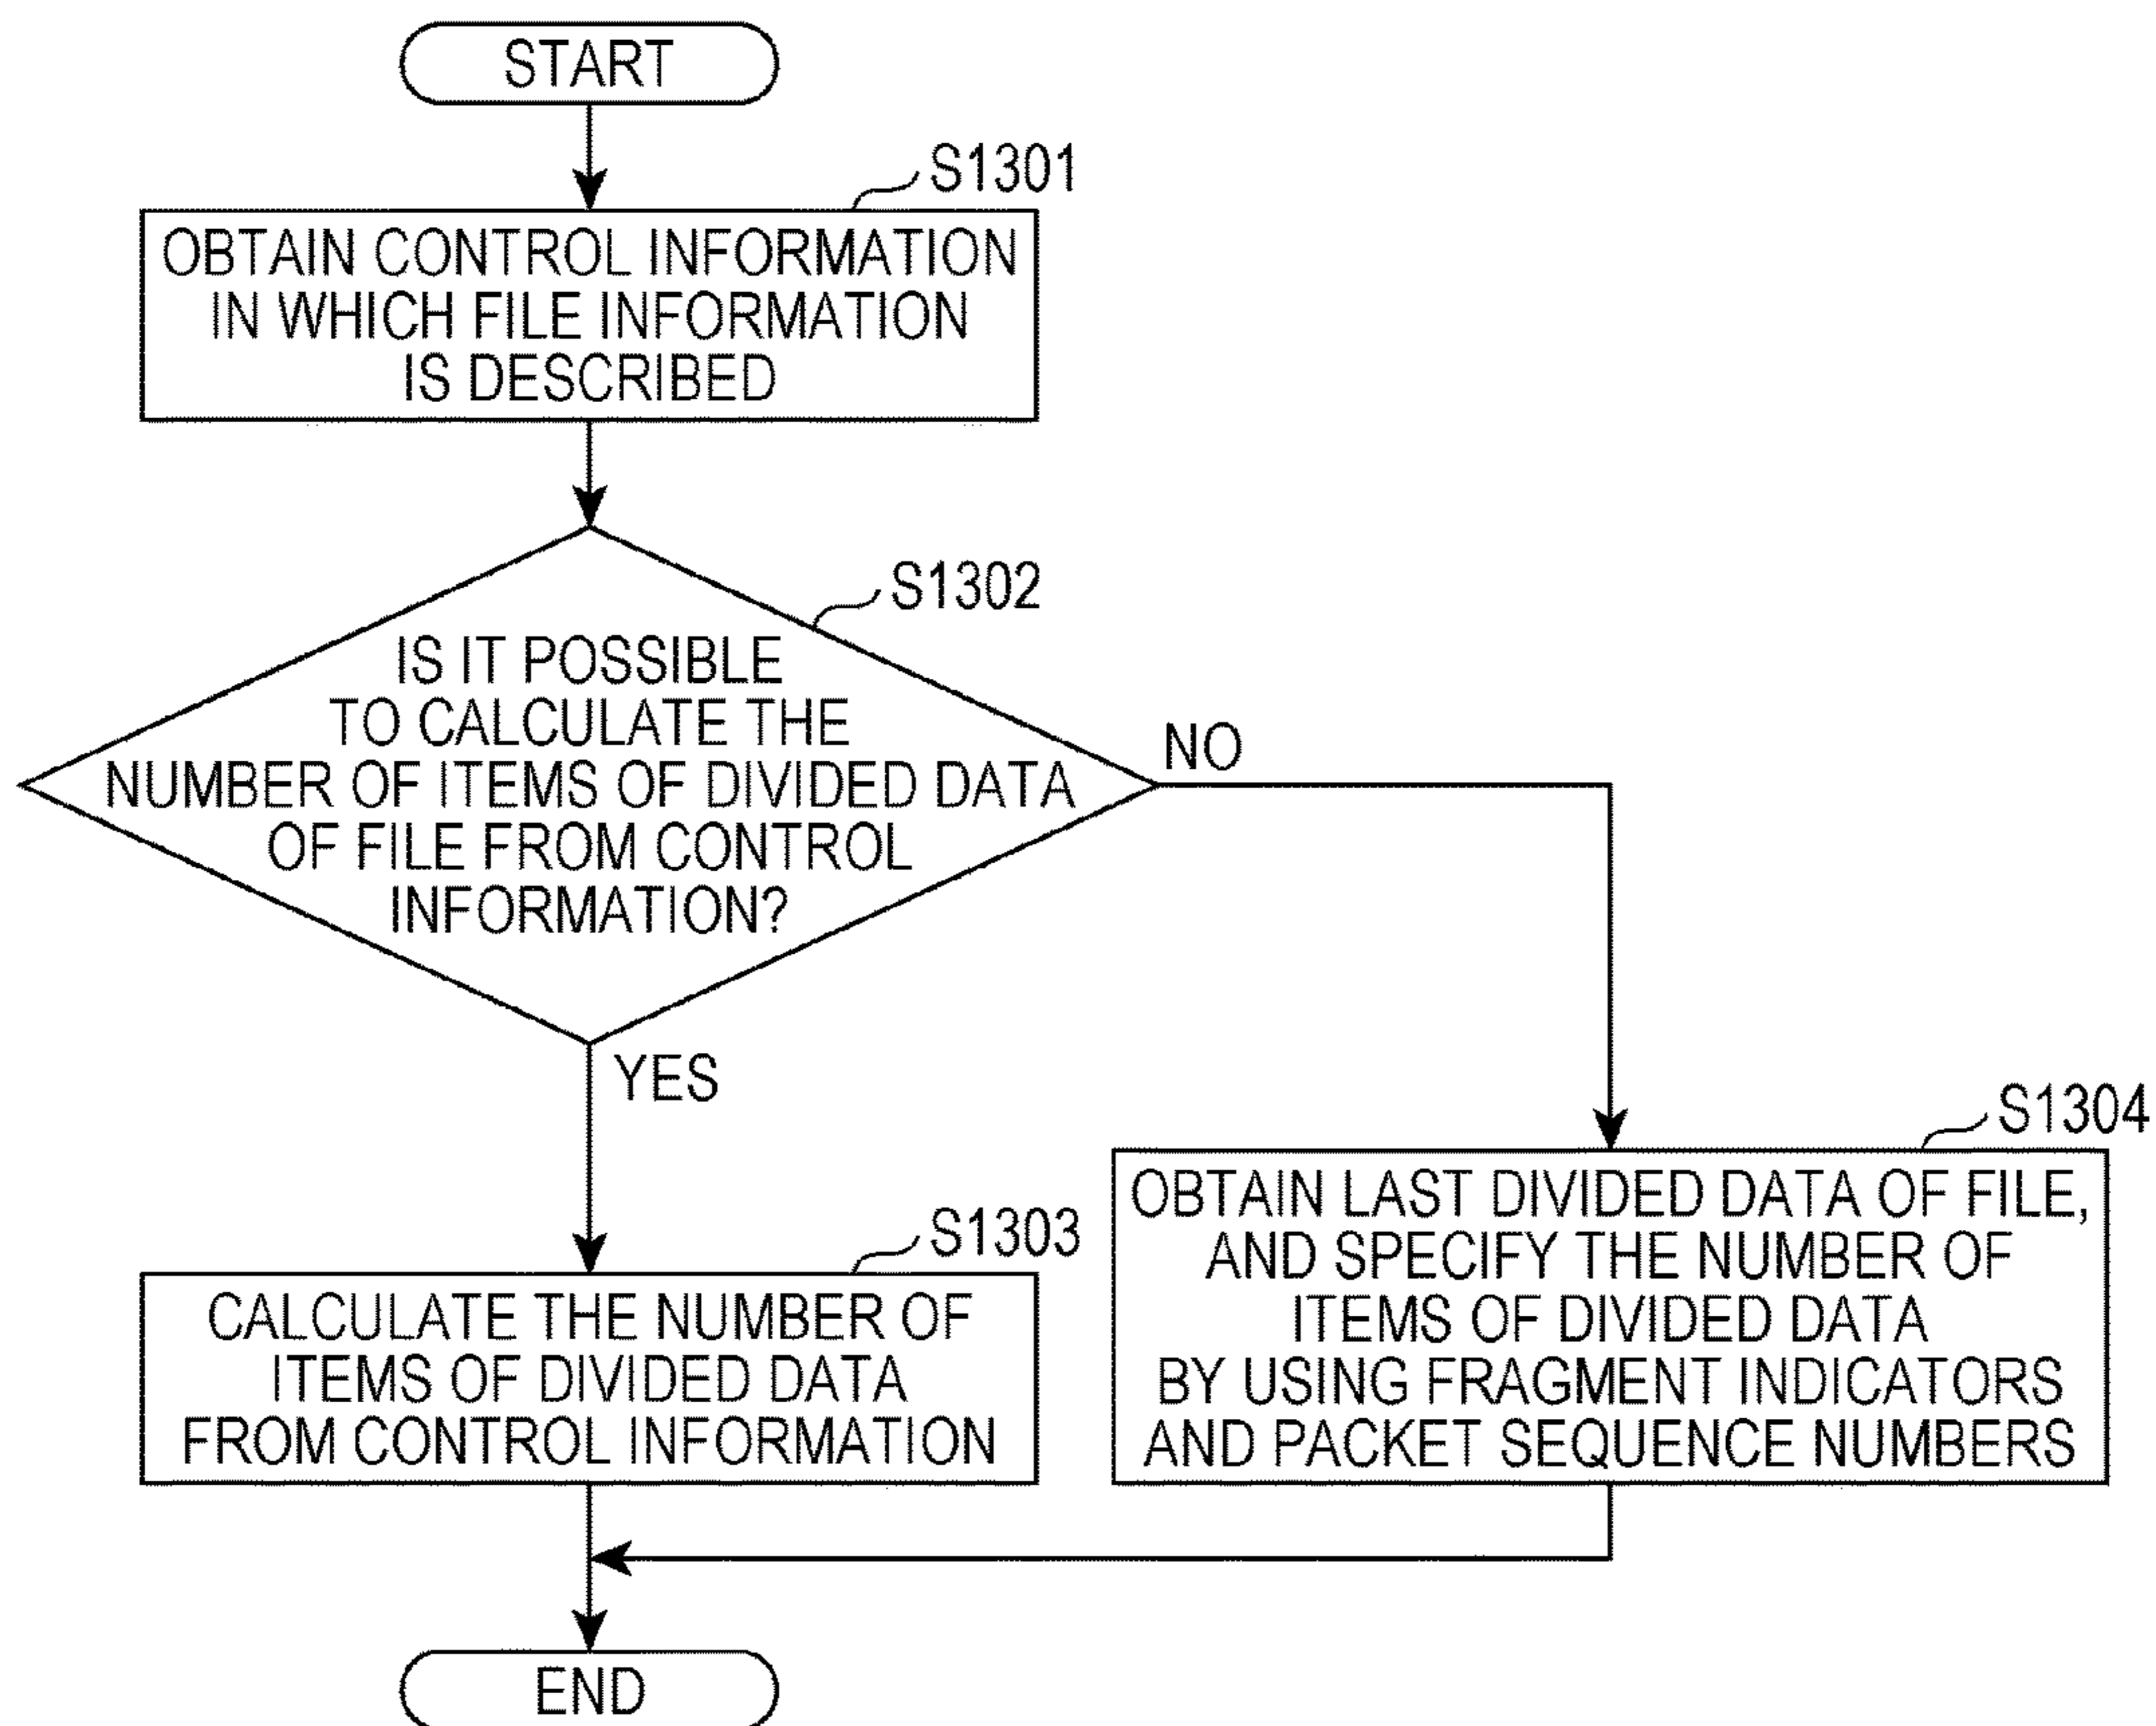 START
S1301
OBTAIN CONTROL INFORMATION
IN WHICH FILE INFORMATION
IS DESCRIBED
S1302
IS IT POSSIBLE
TO CALCULATE THE
NUMBER OF ITEMS OF DIVIDED DATA
OF FILE FROM CONTROL
INFORMATION?
NO
YES
S1303
CALCULATE THE NUMBER OF
ITEMS OF DIVIDED DATA
FROM CONTROL INFORMATION
S1304
OBTAIN LAST DIVIDED DATA OF FILE,
AND SPECIFY THE NUMBER OF
ITEMS OF DIVIDED DATA
BY USING FRAGMENT INDICATORS
AND PACKET SEQUENCE NUMBERS
END